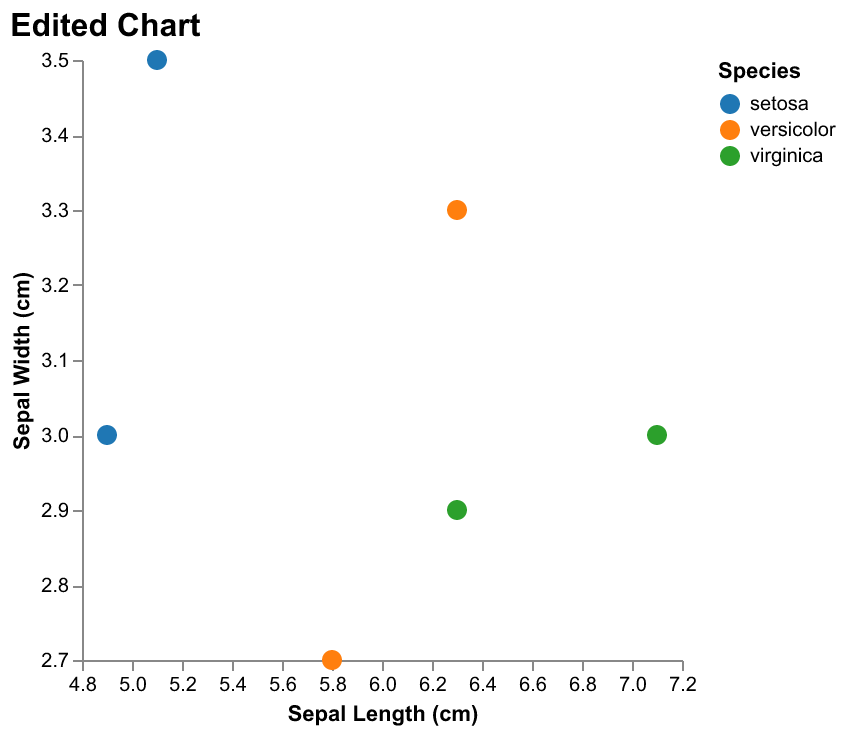 Edited Chart
3.5
3.4
3.3
3.2
3.1
3.0
2.9
2.8
2.7
Sepal Width (cm)
4.8 5.0 5.2 5.4 5.6 5.8 6.0 6.2 6.4 6.6 6.8 7.0 7.2
Sepal Length (cm)
Species
setosa
versicolor
virginica